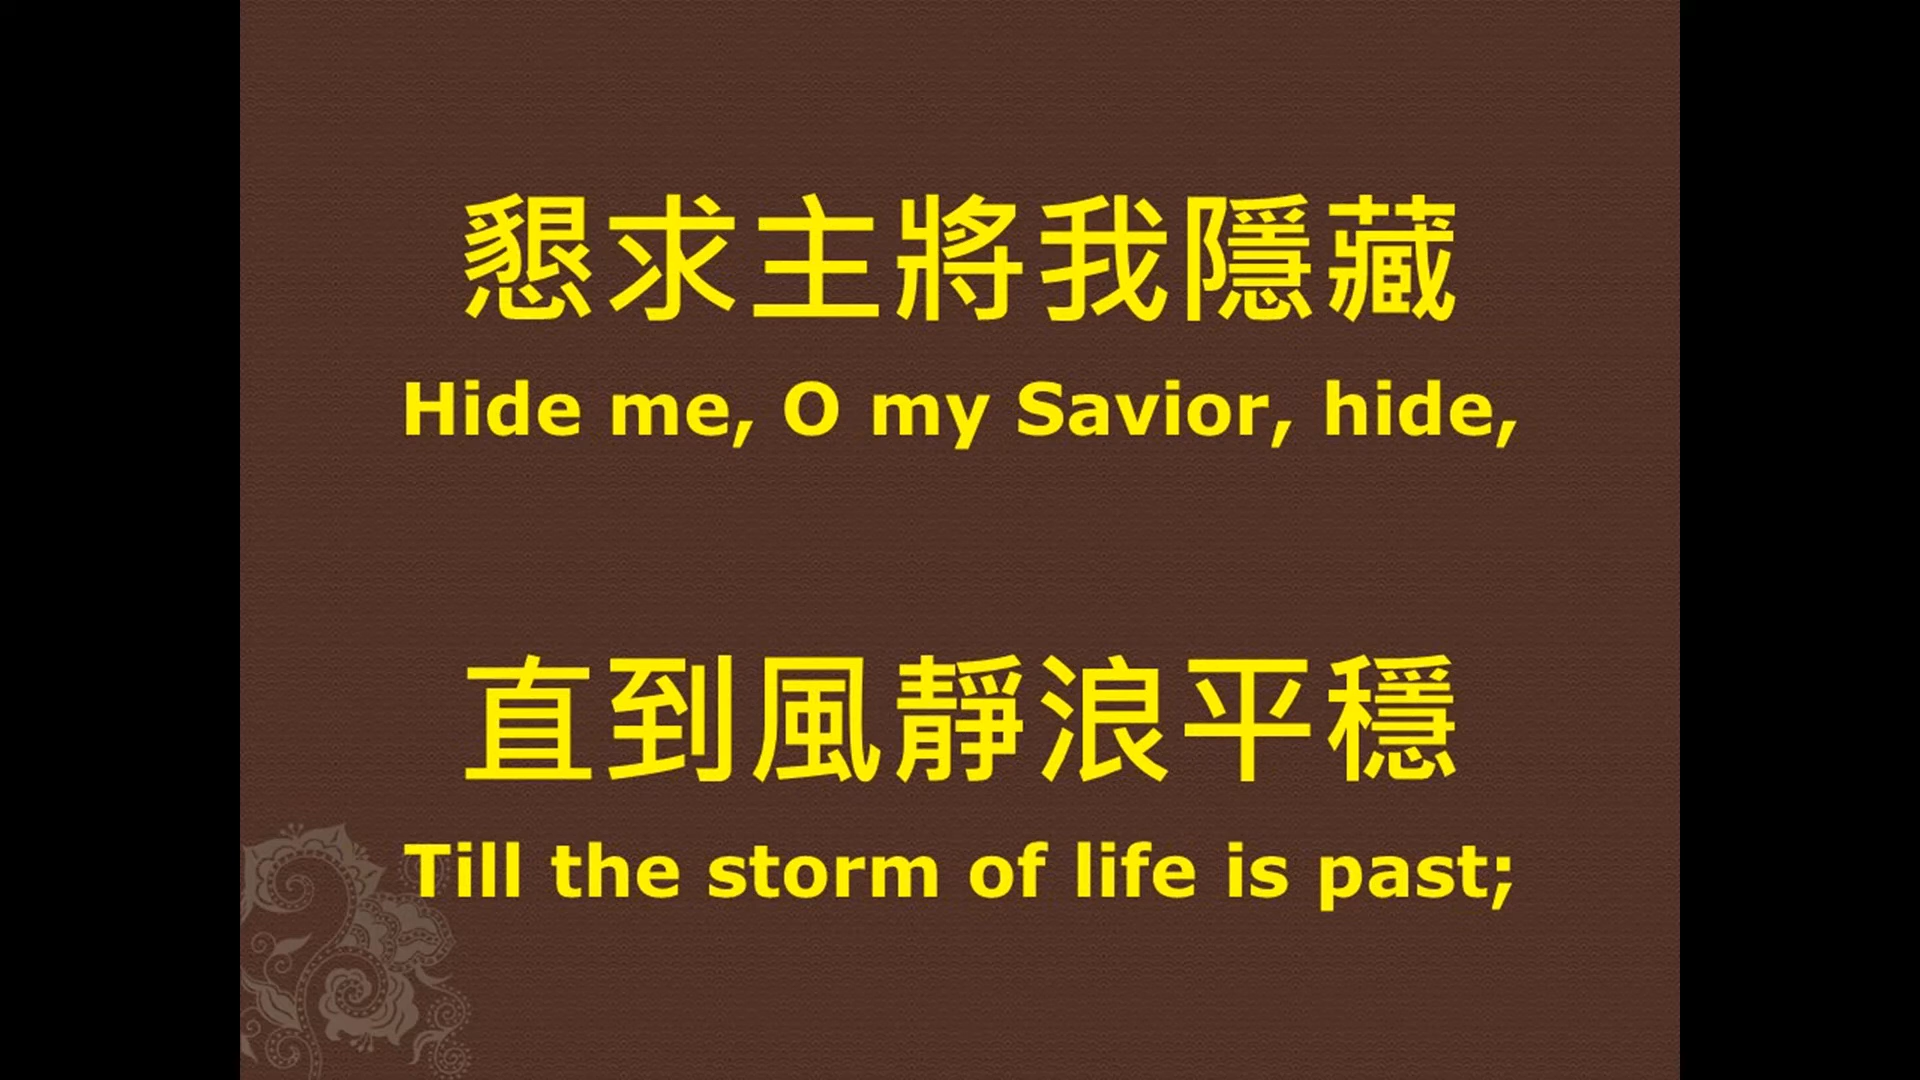 懇求主將我隱藏
Hide me, O my Savior, hide,
直到風靜浪平穩
Till the storm of life is past;